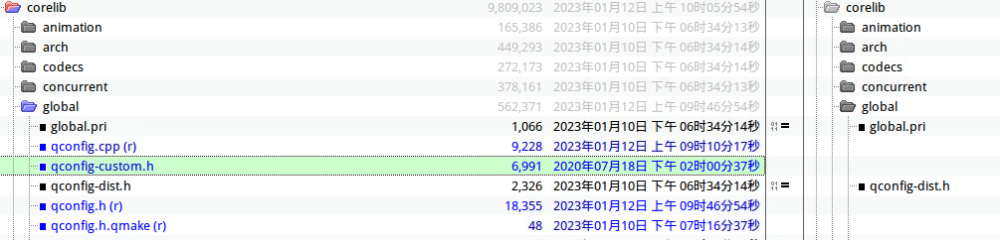 corelib 9,809,023 2023年01月12日 上午 10时05分54秒 corelib
animation 165,386 2023年01月10日 下午 06时34分13秒 animation
arch 449,293 2023年01月10日 下午 06时34分14秒 arch
codecs 272,173 2023年01月10日 下午 06时34分13秒 codecs
concurrent 378,161 2023年01月10日 下午 06时34分13秒 concurrent
global 562,371 2023年01月12日 上午 09时46分54秒 global
global.pri 1,066 2023年01月10日 下午 06时34分14秒 = global.pri
qconfig.cpp (r) 9,228 2023年01月12日 上午 09时10分17秒
qconfig-custom.h 6,991 2020年07月18日 下午 02时00分37秒
qconfig-dist.h 2,326 2023年01月10日 下午 06时34分14秒 = qconfig-dist.h
qconfig.h (r) 18,355 2023年01月12日 上午 09时46分54秒
qconfig.h.qmake (r) 48 2023年01月10日 下午 07时16分37秒